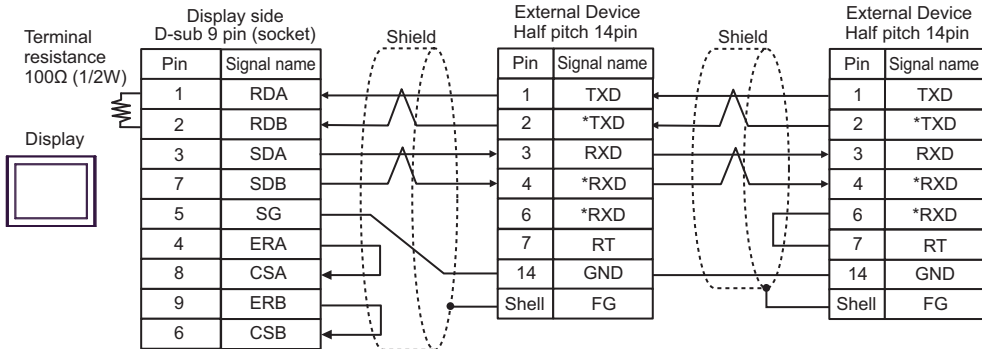 Terminal
resistance
100Ω (1/2W)
Display
Display side
D-sub 9 pin (socket)
Pin Signal name
1 RDA
2 RDB
3 SDA
7 SDB
5 SG
4 ERA
8 CSA
9 ERB
6 CSB
Shield
External Device
Half pitch 14pin
Pin Signal name
1 TXD
2 *TXD
3 RXD
4 *RXD
6 *RXD
7 RT
14 GND
Shell FG
Shield
External Device
Half pitch 14pin
Pin Signal name
1 TXD
2 *TXD
3 RXD
4 *RXD
6 *RXD
7 RT
14 GND
Shell FG